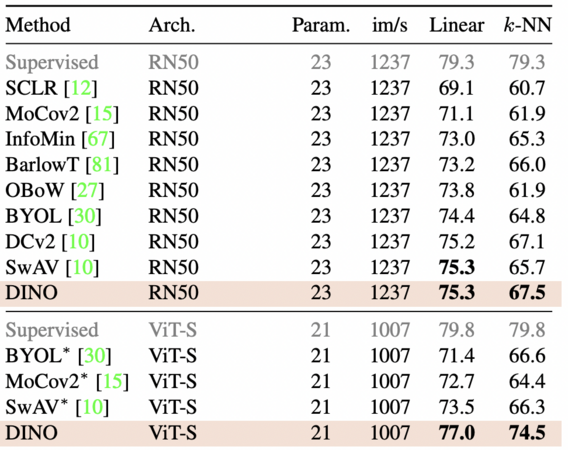 Method Arch. Param. im/s Linear k-NN
Supervised RN50 23 1237 79.3 79.3
SCLR [12] RN50 23 1237 69.1 60.7
MoCov2 [15] RN50 23 1237 71.1 61.9
InfoMin [67] RN50 23 1237 73.0 65.3
BarlowT [81] RN50 23 1237 73.2 66.0
OBoW [27] RN50 23 1237 73.8 61.9
BYOL [30] RN50 23 1237 74.4 64.8
DCv2 [10] RN50 23 1237 75.2 67.1
SwAV [10] RN50 23 1237 75.3 65.7
DINO RN50 23 1237 75.3 67.5
Supervised ViT-S 21 1007 79.8 79.8
BYOL* [30] ViT-S 21 1007 71.4 66.6
MoCov2* [15] ViT-S 21 1007 72.7 64.4
SwAV* [10] ViT-S 21 1007 73.5 66.3
DINO ViT-S 21 1007 77.0 74.5